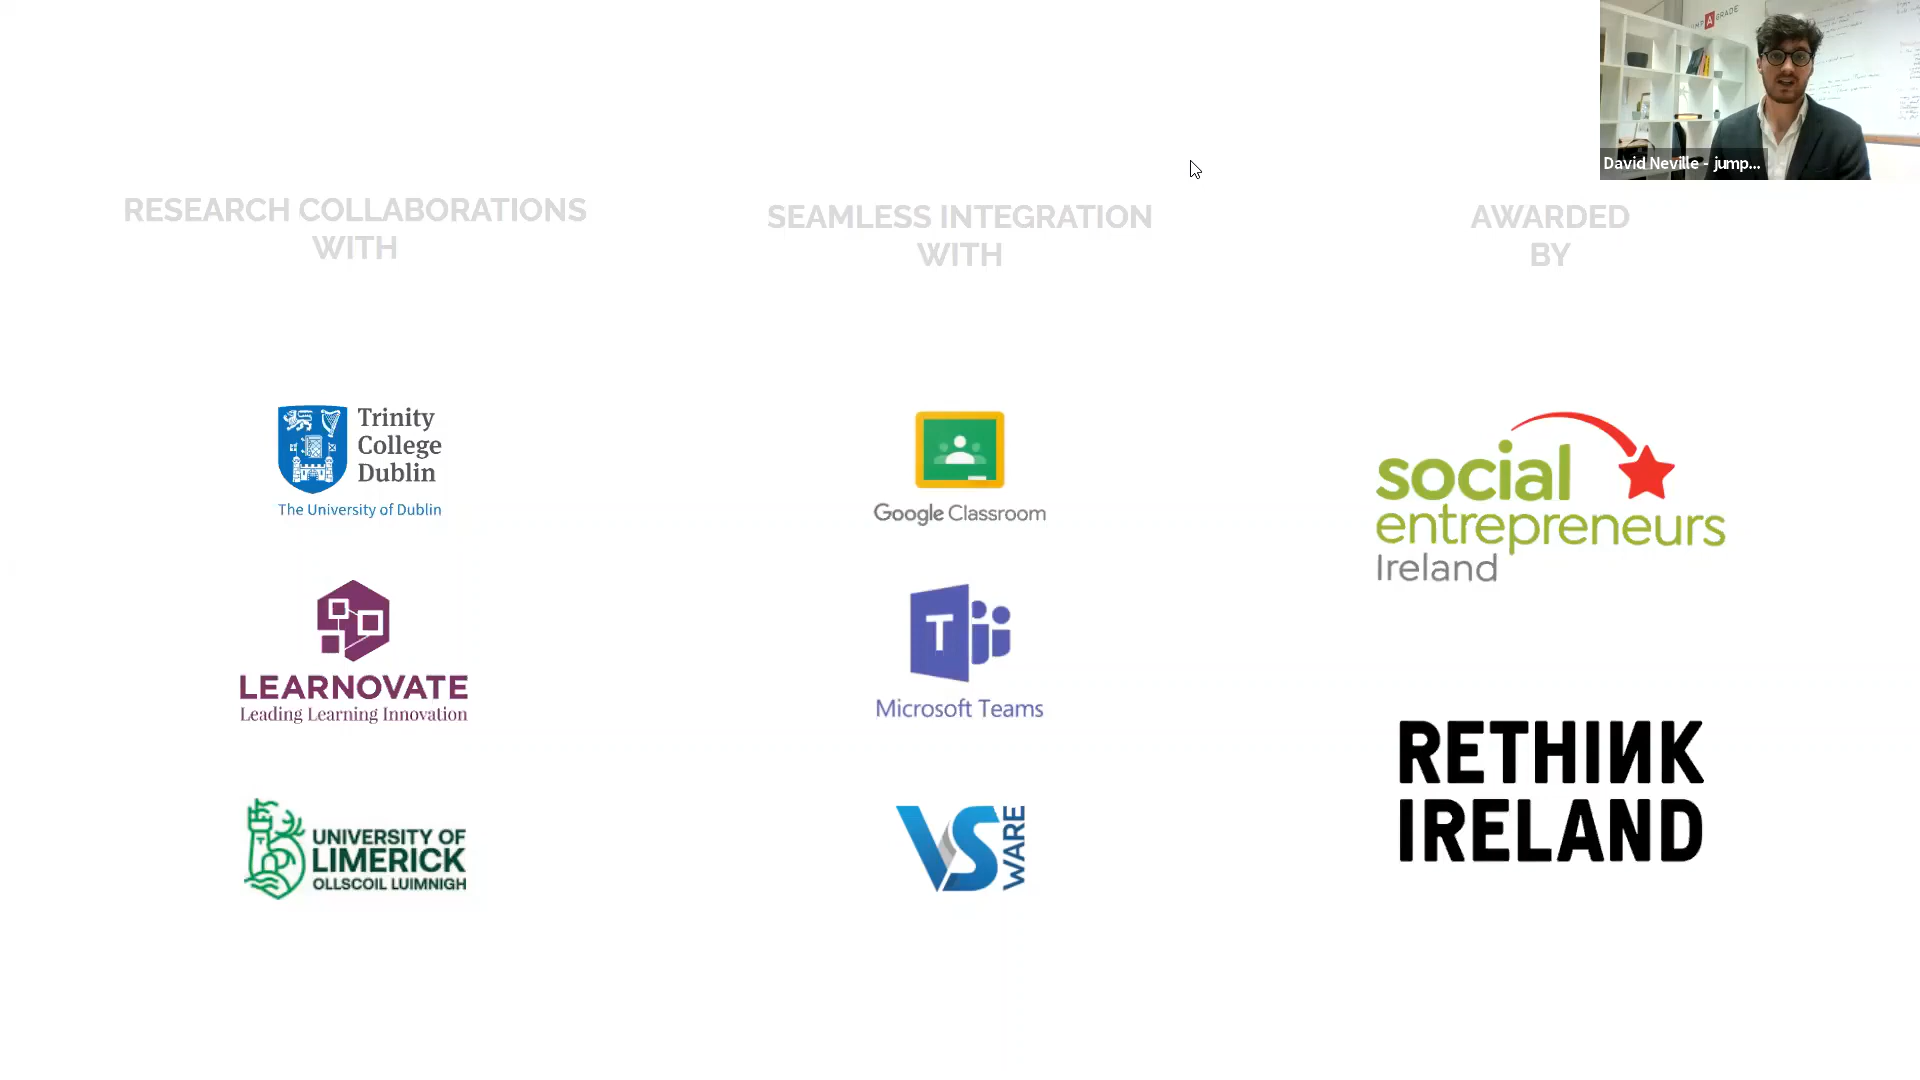 JUMP A GRADE
David Neville - jump...
RESEARCH COLLABORATIONS
WITH
SEAMLESS INTEGRATION
WITH
AWARDED
BY
Trinity
College
Dublin
The University of Dublin
LEARNOVATE
Leading Learning Innovation
UNIVERSITY OF
LIMERICK
OLLSCOIL LUIMNIGH
Google Classroom
T
Microsoft Teams
VS
WARE
social
entrepreneurs
Ireland
RETHINK
IRELAND